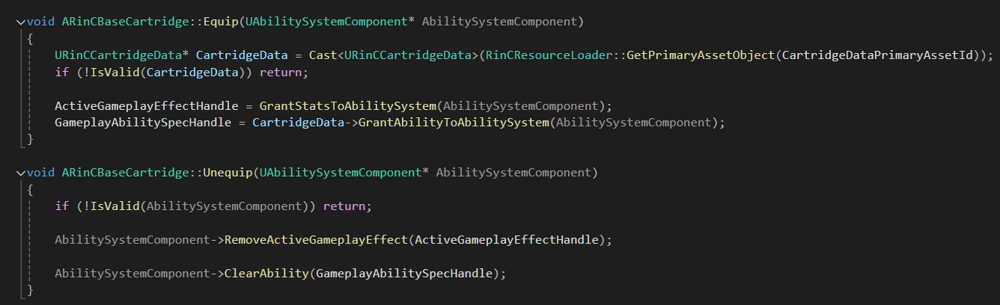 void ARinCBaseCartridge::Equip(UAbilitySystemComponent* AbilitySystemComponent)
{
URinCCartridgeData* CartridgeData = Cast<URinCCartridgeData>(RinCResourceLoader::GetPrimaryAssetObject(CartridgeDataPrimaryAssetId));
if (!IsValid(CartridgeData)) return;
ActiveGameplayEffectHandle = GrantStatsToAbilitySystem(AbilitySystemComponent);
GameplayAbilitySpecHandle = CartridgeData->GrantAbilityToAbilitySystem(AbilitySystemComponent);
}
void ARinCBaseCartridge::Unequip(UAbilitySystemComponent* AbilitySystemComponent)
{
if (!IsValid(AbilitySystemComponent)) return;
AbilitySystemComponent->RemoveActiveGameplayEffect(ActiveGameplayEffectHandle);
AbilitySystemComponent->ClearAbility(GameplayAbilitySpecHandle);
}